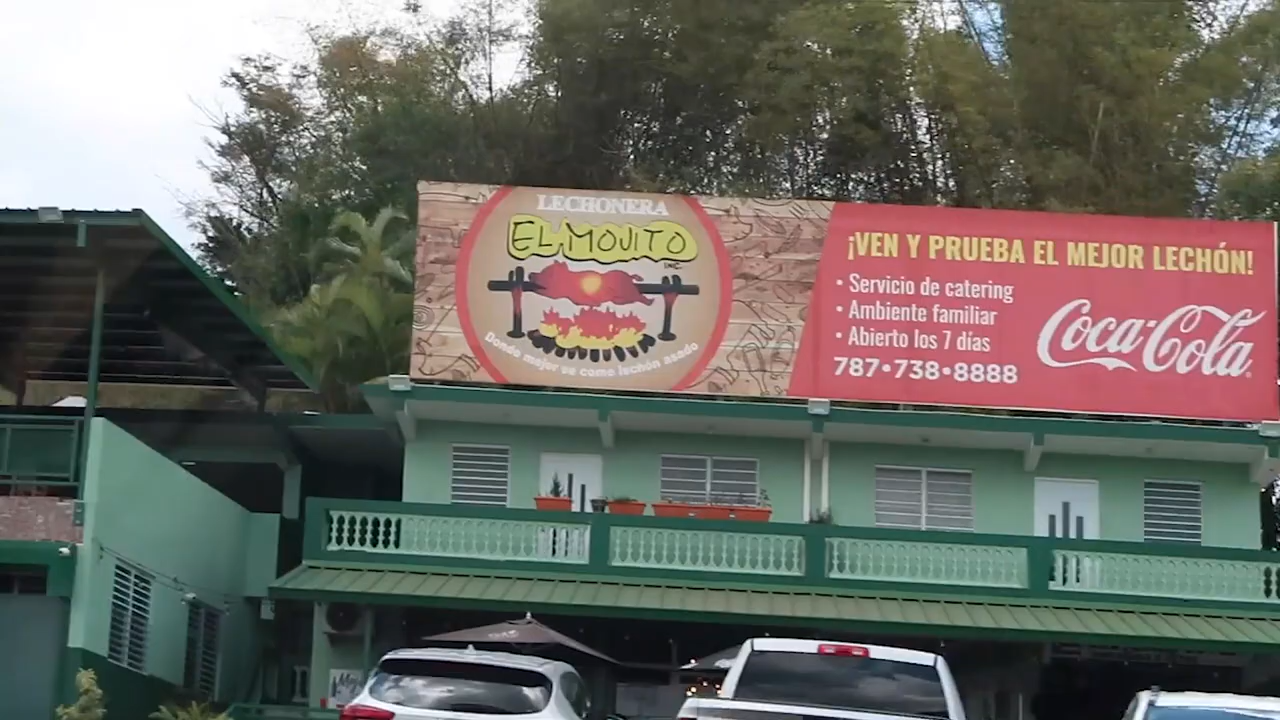 LECHONERA
EL MOJITO
INC.
Donde mejor se come lechón asado
¡VEN Y PRUEBA EL MEJOR LECHÓN!
• Servicio de catering
• Ambiente familiar
• Abierto los 7 días
787•738•8888
Coca-Cola